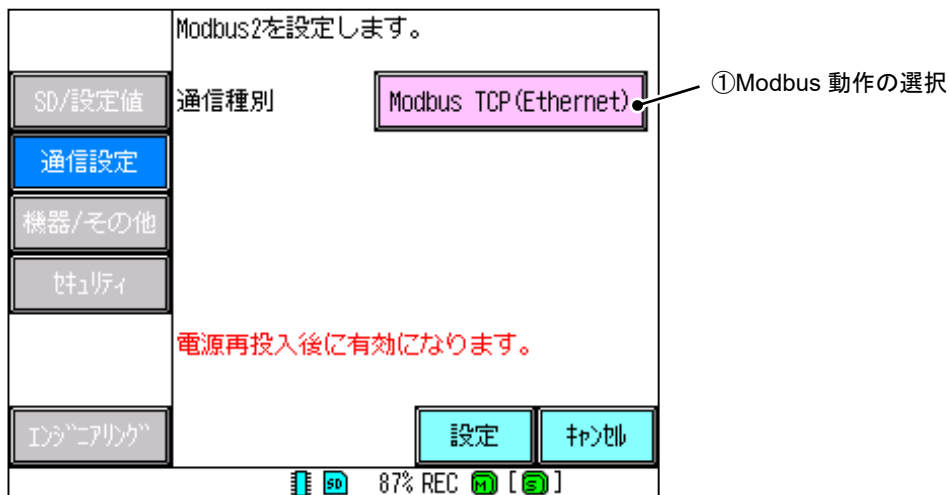 Modbus2を設定します。
SD/設定値
通信種別
Modbus TCP(Ethernet)
①Modbus 動作の選択
通信設定
機器/その他
ｾｷｭﾘﾃｨ
電源再投入後に有効になります。
ｴﾝｼﾞﾆｱﾘﾝｸﾞ
設定
ｷｬﾝｾﾙ
SD 87% REC M [S]